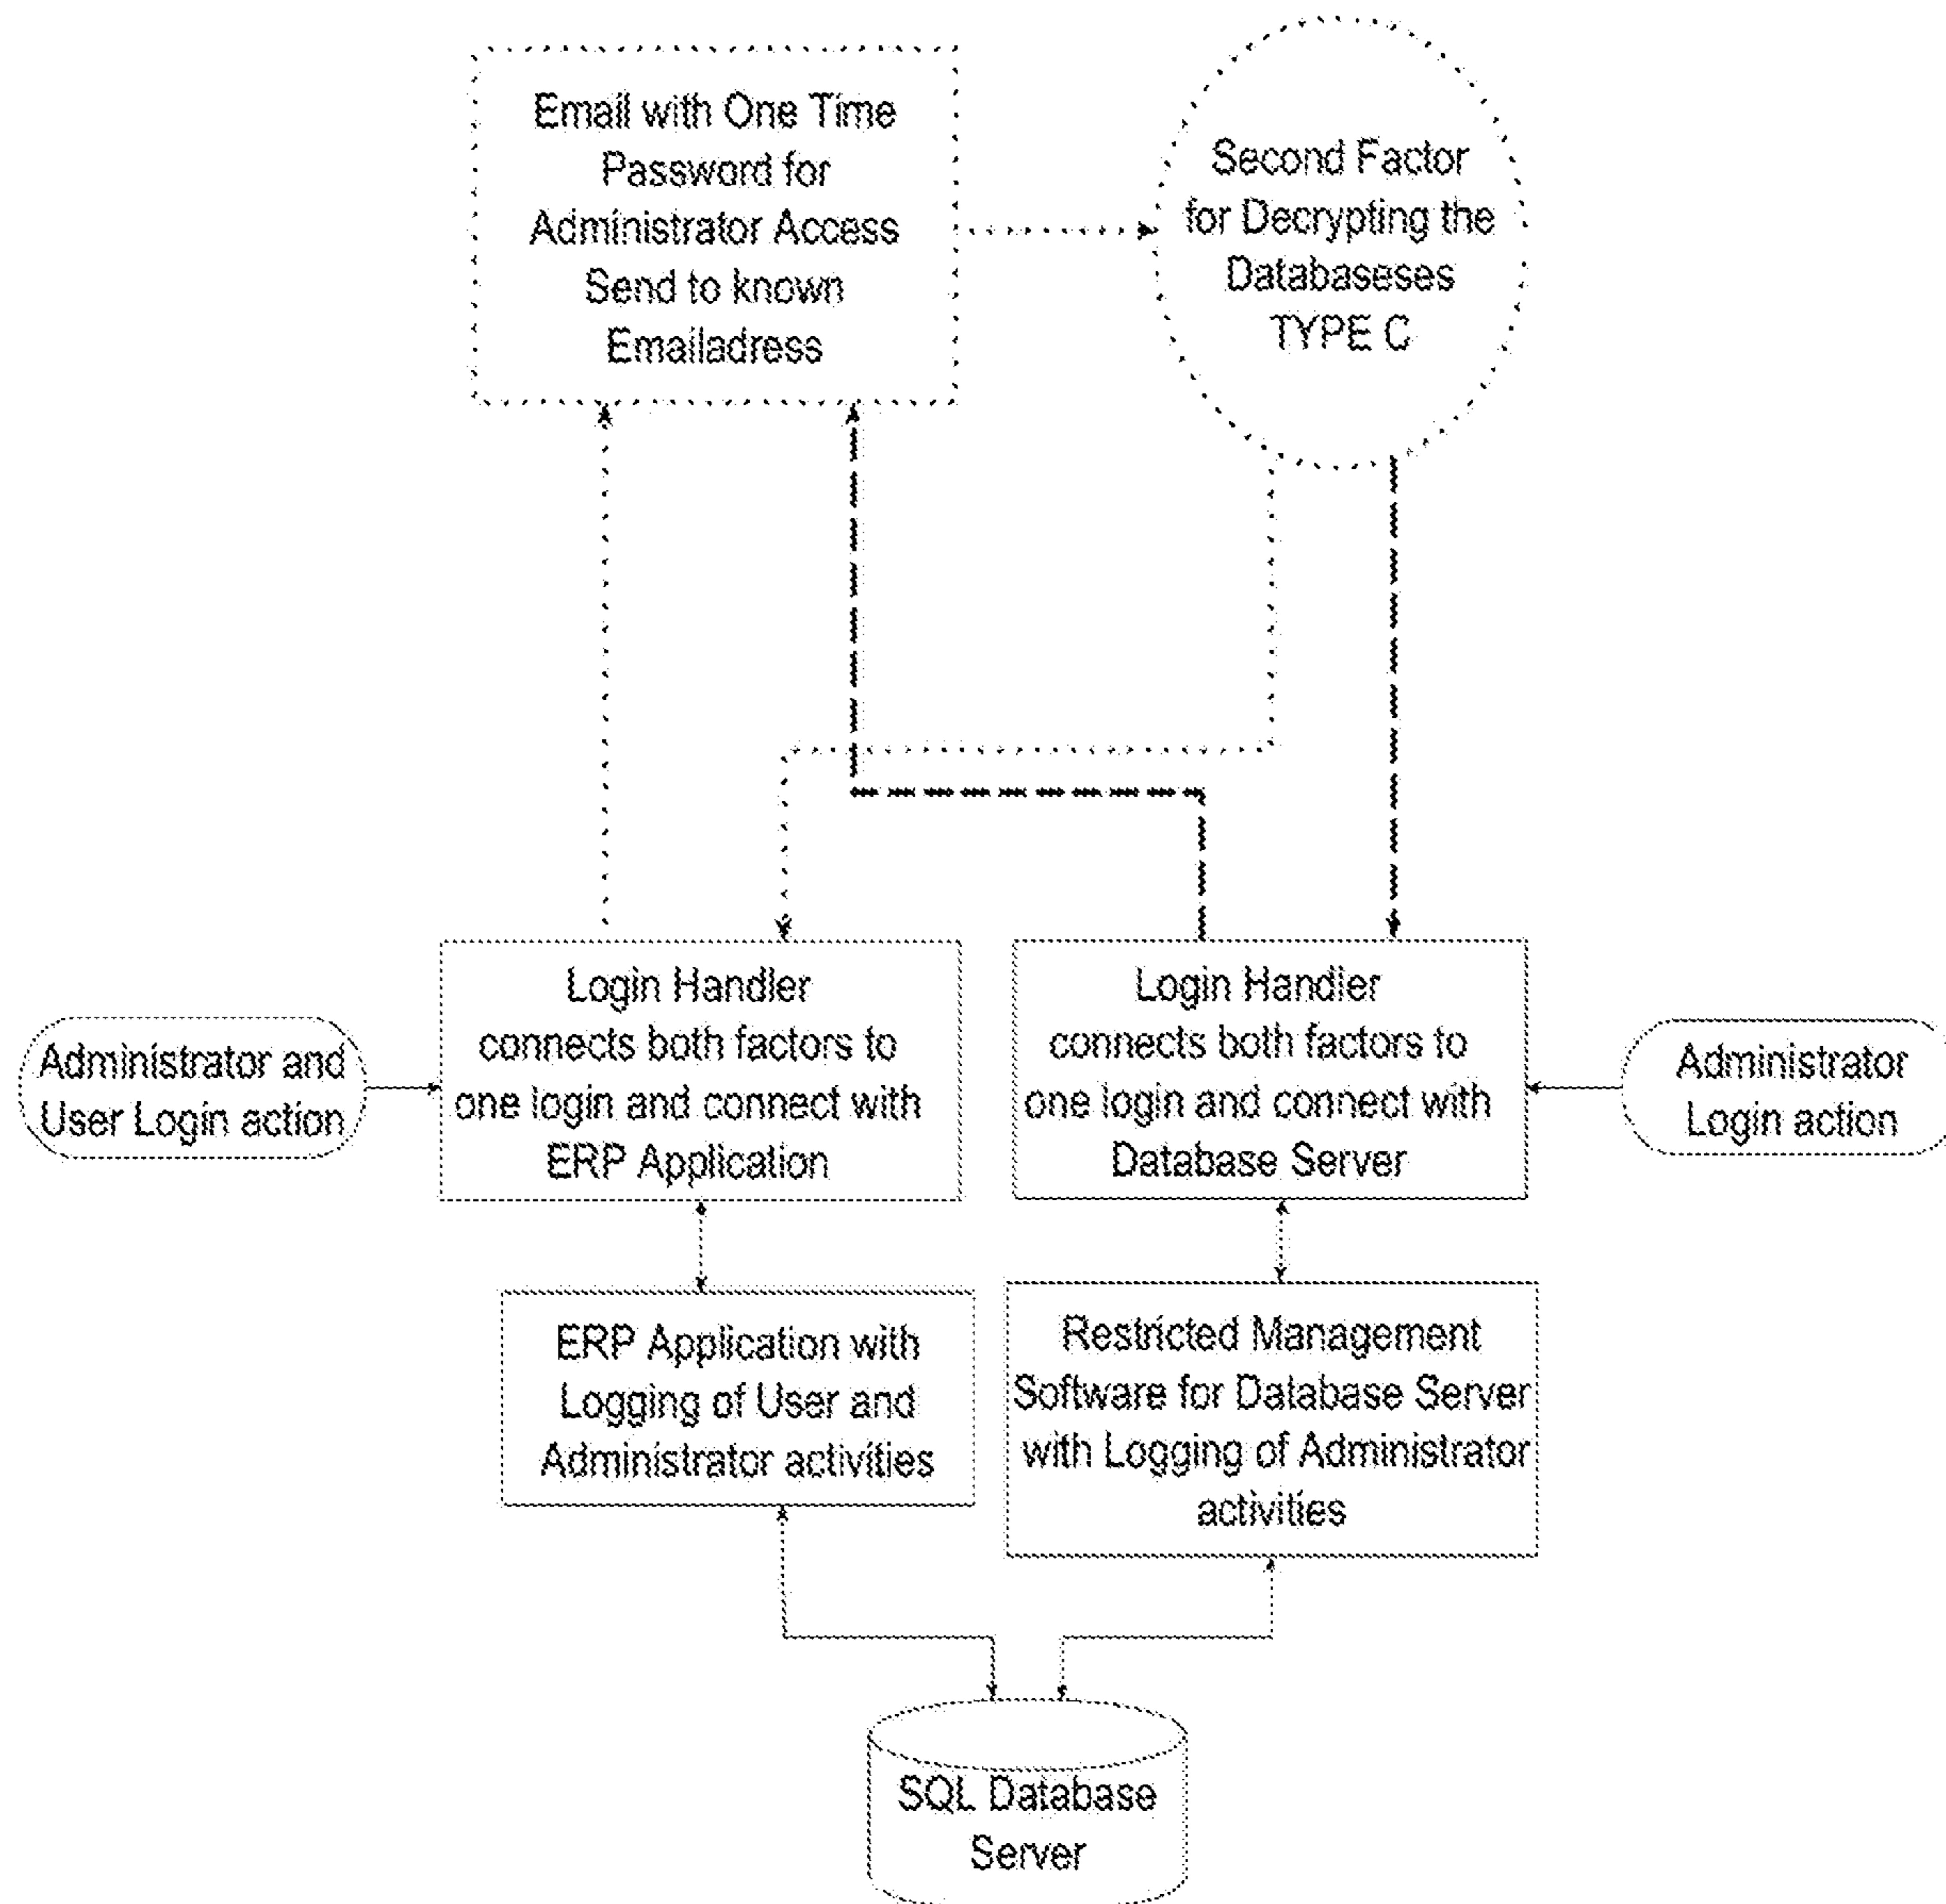 Email with One Time
Password for
Administrator Access
Send to known
Emailadress
Second Factor
for Decrypting the
Databaseses
TYPE C
Administrator and
User Login action
Login Handler
connects both factors to
one login and connect with
ERP Application
Login Handler
connects both factors to
one login and connect with
Database Server
Administrator
Login action
ERP Application with
Logging of User and
Administrator activities
Restricted Management
Software for Database Server
with Logging of Administrator
activities
SQL Database
Server